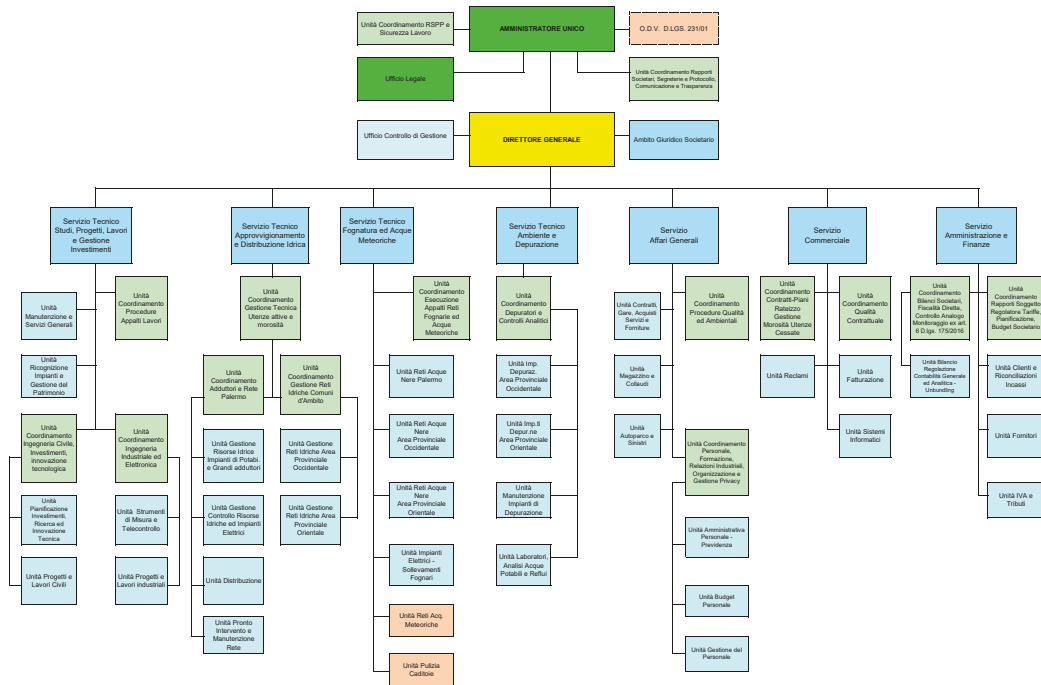 Unità Coordinamento RSPP e
Sicurezza Lavoro
AMMINISTRATORE UNICO
O.D.V. D.LGS. 231/01
Ufficio Legale
Unità Coordinamento Rapporti
Societari, Segreterie e Protocollo,
Comunicazione e Trasparenza
Ufficio Controllo di Gestione
DIRETTORE GENERALE
Ambito Giuridico Societario
Servizio Tecnico
Studi, Progetti, Lavori
e Gestione
Investimenti
Servizio Tecnico
Approvvigionamento
e Distribuzione Idrica
Servizio Tecnico
Fognatura ed Acque
Meteoriche
Servizio Tecnico
Ambiente e
Depurazione
Servizio
Affari Generali
Servizio
Commerciale
Servizio
Amministrazione e
Finanze
Unità
Manutenzione e
Servizi Generali
Unità
Coordinamento
Procedure
Appalti Lavori
Unità
Ricognizione
Impianti e
Gestione del
Patrimonio
Unità
Coordinamento
Ingegneria Civile,
Investimenti,
innovazione
tecnologica
Unità
Coordinamento
Ingegneria
Industriale ed
Elettronica
Unità
Pianificazione
Investimenti,
Ricerca ed
Innovazione
Tecnica
Unità Strumenti
di Misura e
Telecontrollo
Unità Progetti e
Lavori Civili
Unità Progetti e
Lavori industriali
Unità
Coordinamento
Gestione Tecnica
Utenze attive e
morosità
Unità
Coordinamento
Adduttori e Rete
Palermo
Unità
Coordinamento
Gestione Reti
Idriche Comuni
d'Ambito
Unità Gestione
Risorse Idrice
Impianti di Potabi.
e Grandi adduttori
Unità Gestione
Reti Idriche Area
Provinciale
Occidentale
Unità
Gestione
Controllo Risorse
Idriche ed Impianti
Elettrici
Unità Gestione
Reti Idriche Area
Provinciale
Orientale
Unità Distribuzione
Unità Pronto
Intervento e
Manutenzione
Rete
Unità
Coordinamento
Esecuzione
Appalti Reti
Fognarie ed
Acque
Meteoriche
Unità Reti Acque
Nere Palermo
Unità Reti Acque
Nere
Area Provinciale
Occidentale
Unità Reti Acque
Nere
Area Provinciale
Orientale
Unità Impianti
Elettrici -
Sollevamenti
Fognari
Unità Reti Acq.
Meteoriche
Unità Pulizia
Caditoie
Unità
Coordinamento
Depuratori e
Controlli Analitici
Unità Imp.
Depuraz.
Area Provinciale
Occidentale
Unità Imp.ti
Depur.ne
Area Provinciale
Orientale
Unità
Manutenzione
Impianti di
Depurazione
Unità Laboratori,
Analisi Acque
Potabili e Reflui
Unità Contratti,
Gare, Acquisti
Servizi e
Forniture
Unità
Coordinamento
Procedure Qualità
ed Ambientali
Unità
Magazzino e
Collaudi
Unità
Autoparco e
Sinistri
Unità Coordinamento
Personale,
Formazione,
Relazioni Industriali,
Organizzazione e
Gestione Privacy
Unità Amministrativa
Personale -
Previdenza
Unità Budget
Personale
Unità Gestione del
Personale
Unità
Coordinamento
Contratti-Piani
Rateizzo
Gestione
Morosità Utenze
Cessate
Unità
Coordinamento
Qualità
Contrattuale
Unità Reclami
Unità
Fatturazione
Unità Sistemi
Informatici
Unità
Coordinamento
Bilanci Societari,
Fiscalità Diretta,
Controllo Analogo
Monitoraggio ex art.
6 D.lgs. 175/2016
Unità
Coordinamento
Rapporti Soggetto
Regolatore Tariffe,
Pianificazione,
Budget Societario
Unità Bilancio
Regolazione
Contabilità Generale
ed Analitica -
Unbundling
Unità Clienti e
Riconciliazioni
Incassi
Unità Fornitori
Unità IVA e
Tributi